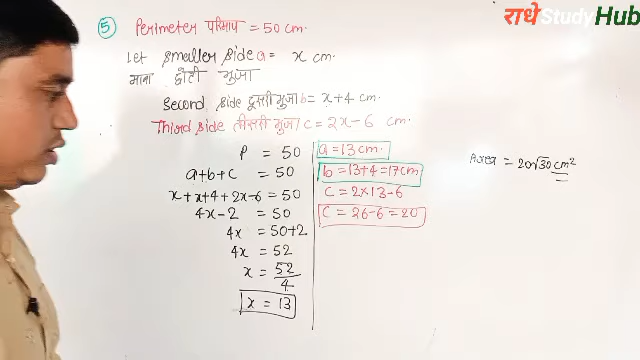 राधे Study Hub
5 Perimeter परिमाप = 50 cm.
Let smaller side a = x cm.
माना छोटी भुजा
Second side दूसरी भुजा b = x+4 cm.
Third side तीसरी भुजा c = 2x-6 cm.
P = 50
a+b+c = 50
x+x+4+2x-6 = 50
4x-2 = 50
4x = 50+2
4x = 52
x = 52/4
x = 13
a = 13 cm.
b = 13+4 = 17 cm
c = 2×13-6
c = 26-6 = 20
Area = 20√30 cm²